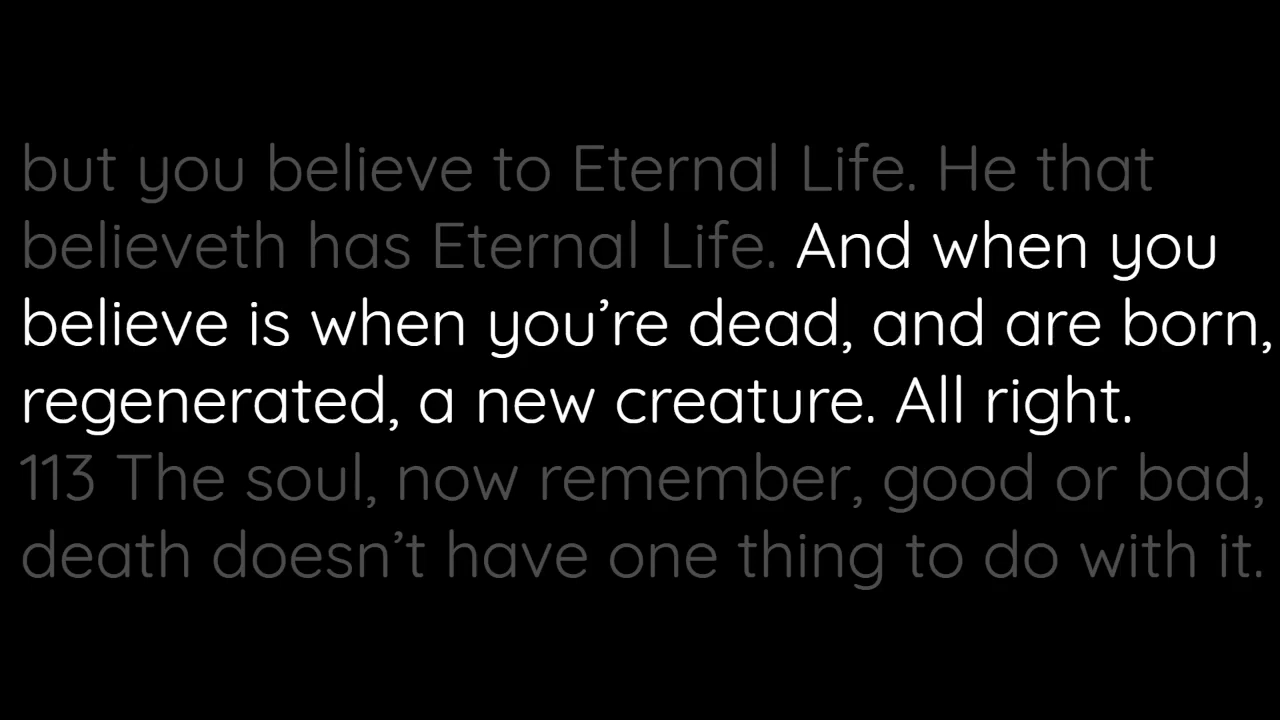 but you believe to Eternal Life. He that
believeth has Eternal Life. And when you
believe is when you’re dead, and are born,
regenerated, a new creature. All right.
113 The soul, now remember, good or bad,
death doesn’t have one thing to do with it.